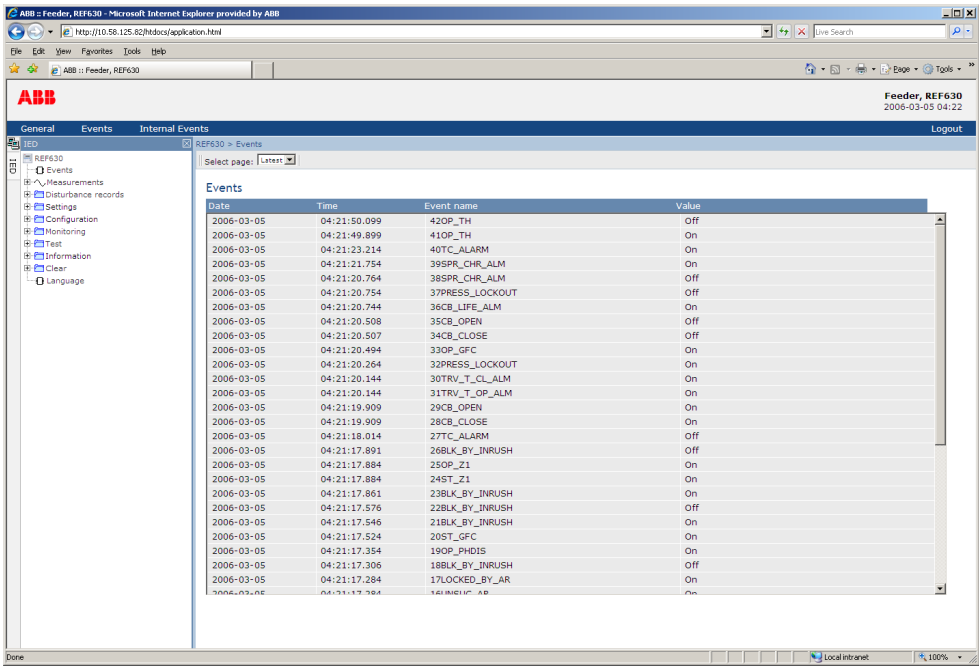 ABB :: Feeder, REF630 - Microsoft Internet Explorer provided by ABB
http://10.58.125.82/htdocs/application.html
Live Search
File Edit View Favorites Tools Help
ABB :: Feeder, REF630
Page Tools
ABB
Feeder, REF630
2006-03-05 04:22
General Events Internal Events Logout
IED
IED
REF630
Events
Measurements
Disturbance records
Settings
Configuration
Monitoring
Test
Information
Clear
Language
REF630 > Events
Select page: Latest
Events
Date Time Event name Value
2006-03-05 04:21:50.099 42OP_TH Off
2006-03-05 04:21:49.899 41OP_TH On
2006-03-05 04:21:23.214 40TC_ALARM On
2006-03-05 04:21:21.754 39SPR_CHR_ALM On
2006-03-05 04:21:20.764 38SPR_CHR_ALM Off
2006-03-05 04:21:20.754 37PRESS_LOCKOUT Off
2006-03-05 04:21:20.744 36CB_LIFE_ALM On
2006-03-05 04:21:20.508 35CB_OPEN Off
2006-03-05 04:21:20.507 34CB_CLOSE Off
2006-03-05 04:21:20.494 33OP_GFC On
2006-03-05 04:21:20.264 32PRESS_LOCKOUT On
2006-03-05 04:21:20.144 30TRV_T_CL_ALM On
2006-03-05 04:21:20.144 31TRV_T_OP_ALM On
2006-03-05 04:21:19.909 29CB_OPEN On
2006-03-05 04:21:19.909 28CB_CLOSE On
2006-03-05 04:21:18.014 27TC_ALARM Off
2006-03-05 04:21:17.891 26BLK_BY_INRUSH Off
2006-03-05 04:21:17.884 25OP_Z1 On
2006-03-05 04:21:17.884 24ST_Z1 On
2006-03-05 04:21:17.861 23BLK_BY_INRUSH On
2006-03-05 04:21:17.576 22BLK_BY_INRUSH Off
2006-03-05 04:21:17.546 21BLK_BY_INRUSH On
2006-03-05 04:21:17.524 20ST_GFC On
2006-03-05 04:21:17.354 19OP_PHDIS On
2006-03-05 04:21:17.306 18BLK_BY_INRUSH Off
2006-03-05 04:21:17.284 17LOCKED_BY_AR On
2006-03-05 04:21:17.284 16UNSUC_AR On
Done Local intranet 100%